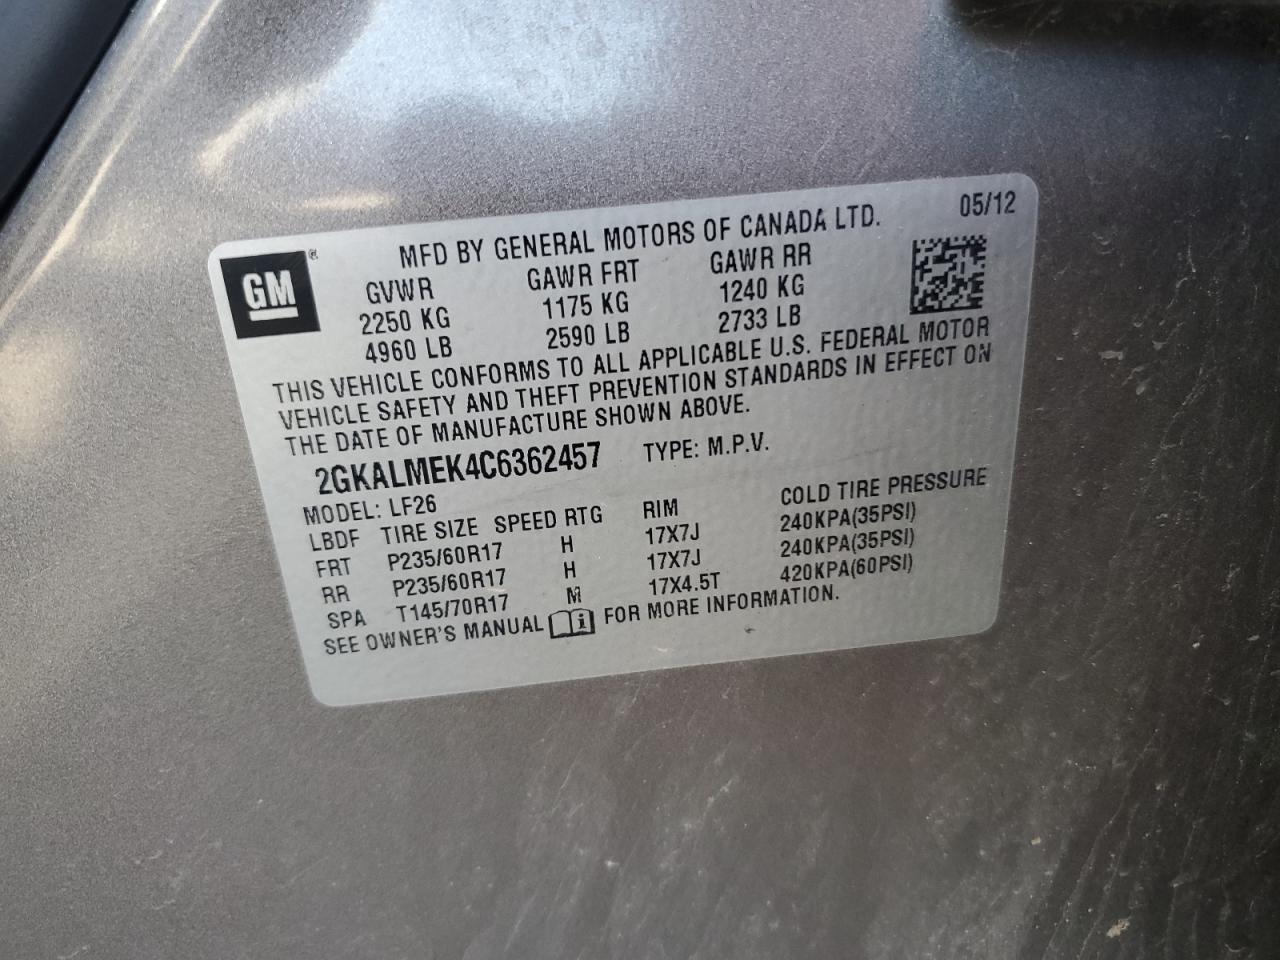 05/12
GM
MFD BY GENERAL MOTORS OF CANADA LTD.
GVWR GAWR FRT GAWR RR
2250 KG 1175 KG 1240 KG
4960 LB 2590 LB 2733 LB
THIS VEHICLE CONFORMS TO ALL APPLICABLE U.S. FEDERAL MOTOR
VEHICLE SAFETY AND THEFT PREVENTION STANDARDS IN EFFECT ON
THE DATE OF MANUFACTURE SHOWN ABOVE.
2GKALMEK4C6362457 TYPE: M.P.V.
MODEL: LF26
LBDF TIRE SIZE SPEED RTG RIM COLD TIRE PRESSURE
FRT P235/60R17 H 17X7J 240KPA(35PSI)
RR P235/60R17 H 17X7J 240KPA(35PSI)
SPA T145/70R17 M 17X4.5T 420KPA(60PSI)
SEE OWNER'S MANUAL i FOR MORE INFORMATION.